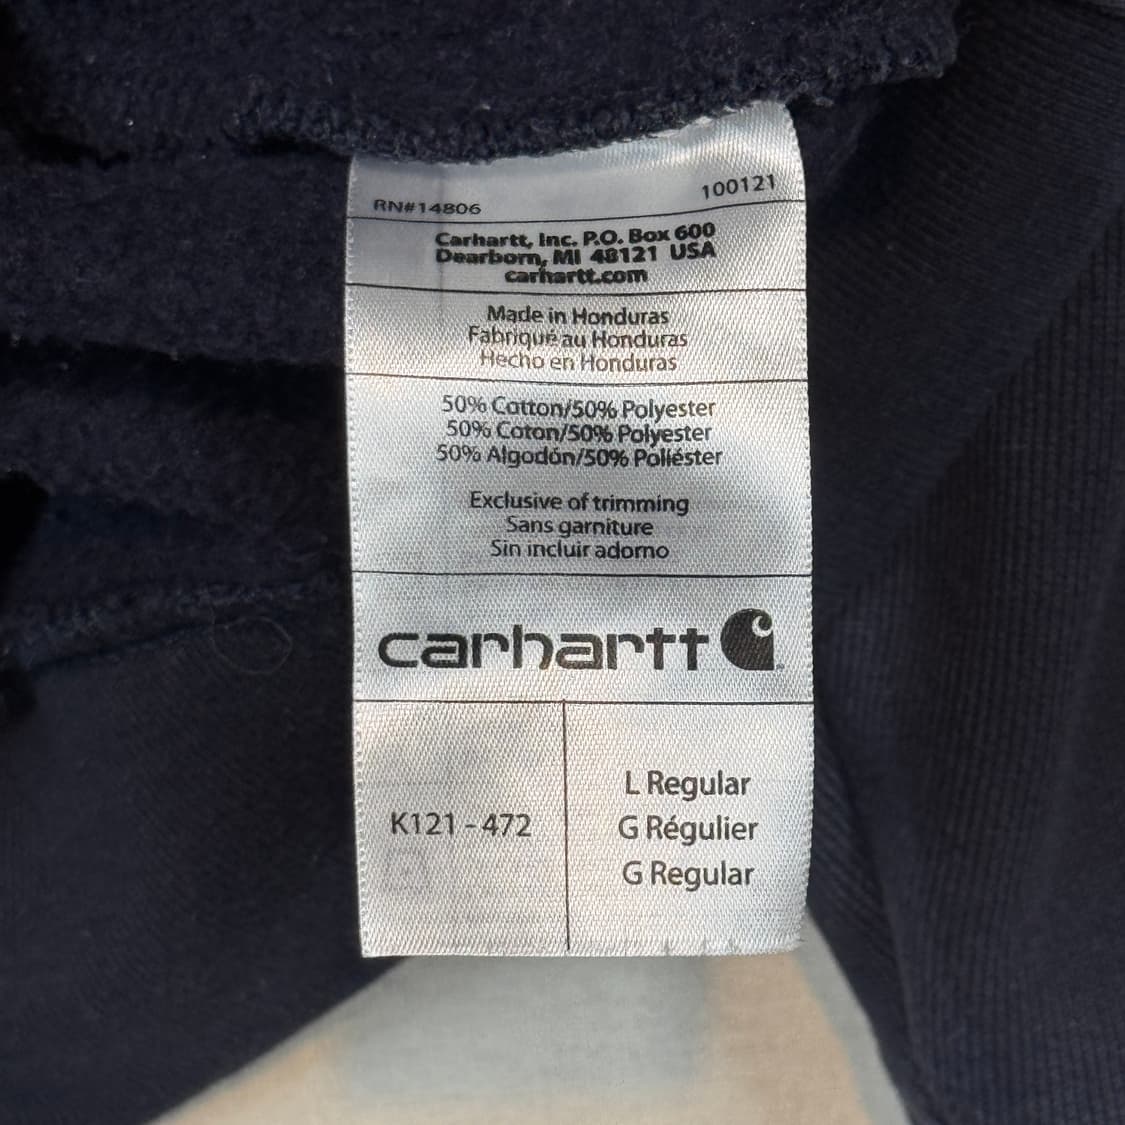 RN#14806 100121
Carhartt, Inc. P.O. Box 600
Dearborn, MI 48121 USA
carhartt.com
Made in Honduras
Fabriqué au Honduras
Hecho en Honduras
50% Cotton/50% Polyester
50% Coton/50% Polyester
50% Algodón/50% Poliéster
Exclusive of trimming
Sans garniture
Sin incluir adorno
carhartt
K121-472
L Regular
G Régulier
G Regular